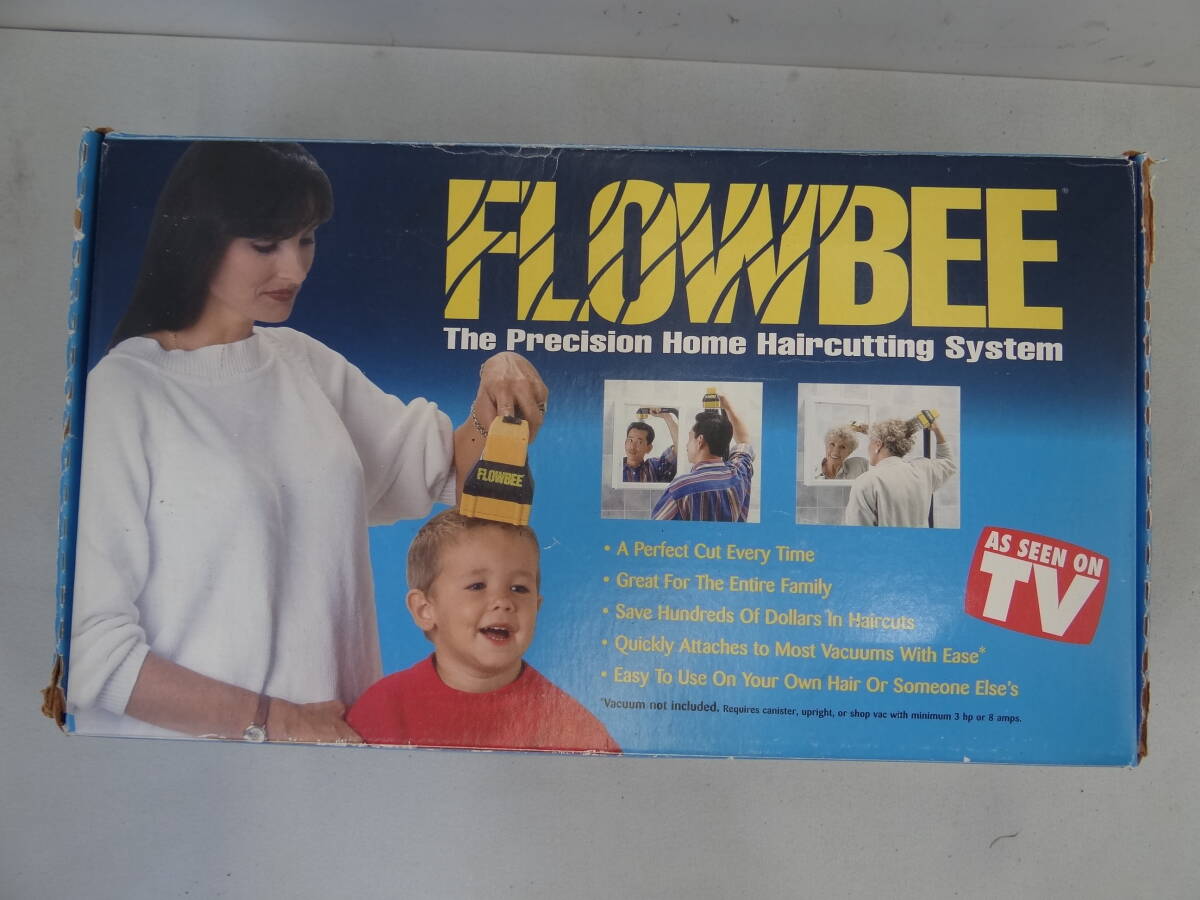 FLOWBEE®
The Precision Home Haircutting System
FLOWBEE
• A Perfect Cut Every Time
• Great For The Entire Family
• Save Hundreds Of Dollars In Haircuts
• Quickly Attaches to Most Vacuums With Ease*
• Easy To Use On Your Own Hair Or Someone Else's
*Vacuum not included. Requires canister, upright, or shop vac with minimum 3 hp or 8 amps.
AS SEEN ON
TV